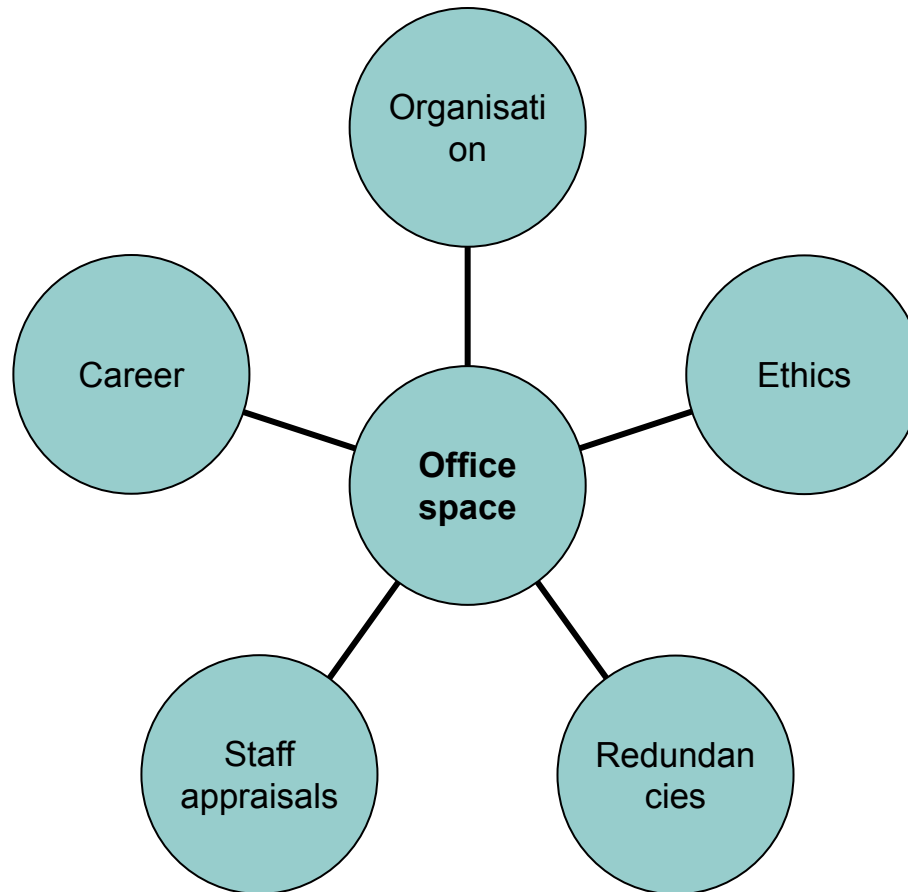 Organisati
on
Career
Ethics
Office
space
Staff
appraisals
Redundan
cies